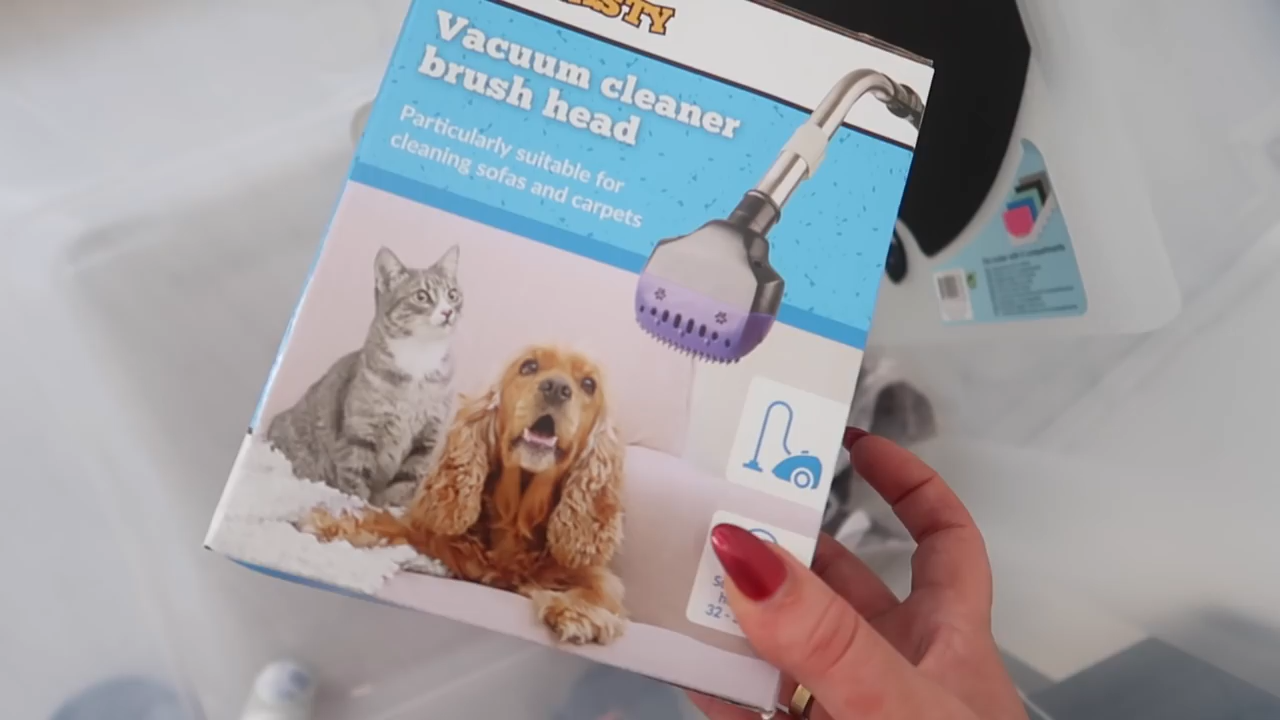 Vacuum cleaner
brush head
Particularly suitable for
cleaning sofas and carpets